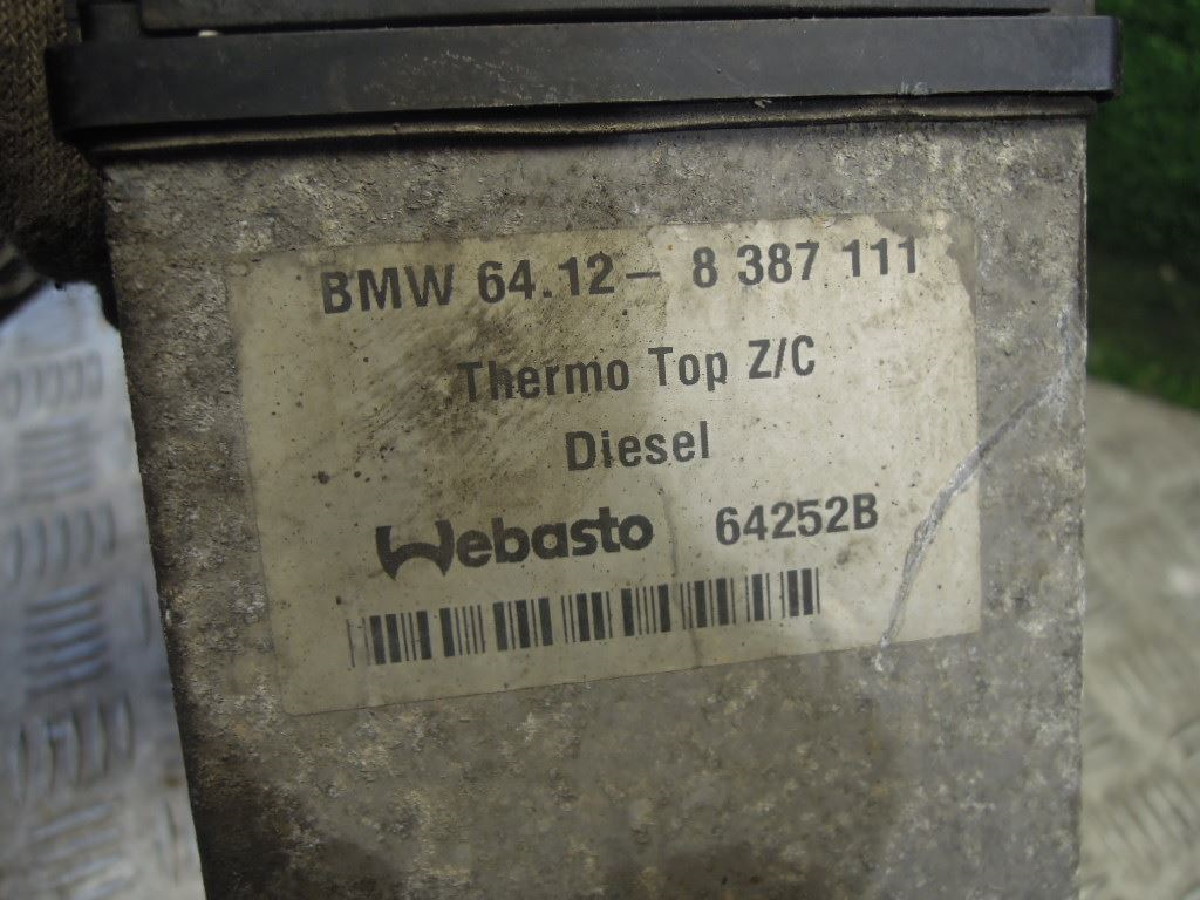 BMW 64.12 – 8 387 111
Thermo Top Z/C
Diesel
Webasto 64252B